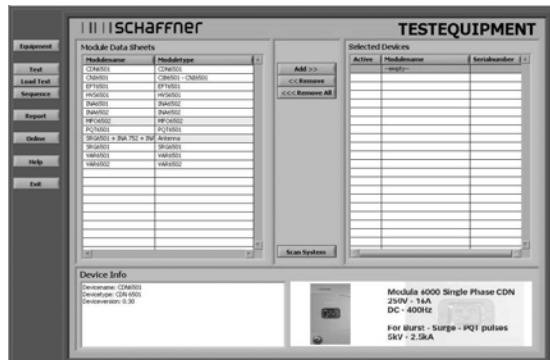 SCHAFFNER
TESTEQUIPMENT
Equipment
Test
Load Test
Sequence
Report
Online
Help
Exit
Module Data Sheets
Modulename Moduletype
CDN6501 CDN6501
CNI6501 CIB6501 - CNI6501
EFT6501 EFT6501
HVS6501 HVS6501
INA6501 INA6501
INA6502 INA6502
MFO6502 MFO6502
PQT6501 PQT6501
SRG6501 + INA 752 + INA Antenna
SRG6501 SRG6501
VAR6501 VAR6501
VAR6502 VAR6502
Add >>
<< Remove
<<< Remove All
Scan System
Selected Devices
Active Modulename Serialnumber
--empty--
Device Info
Devicename: CDN6501
Devicetype: CDN 6501
Deviceversion: 0.30
Modula 6000 Single Phase CDN
250V - 16A
DC - 400Hz
For Burst - Surge - PQT pulses
5kV - 2.5kA